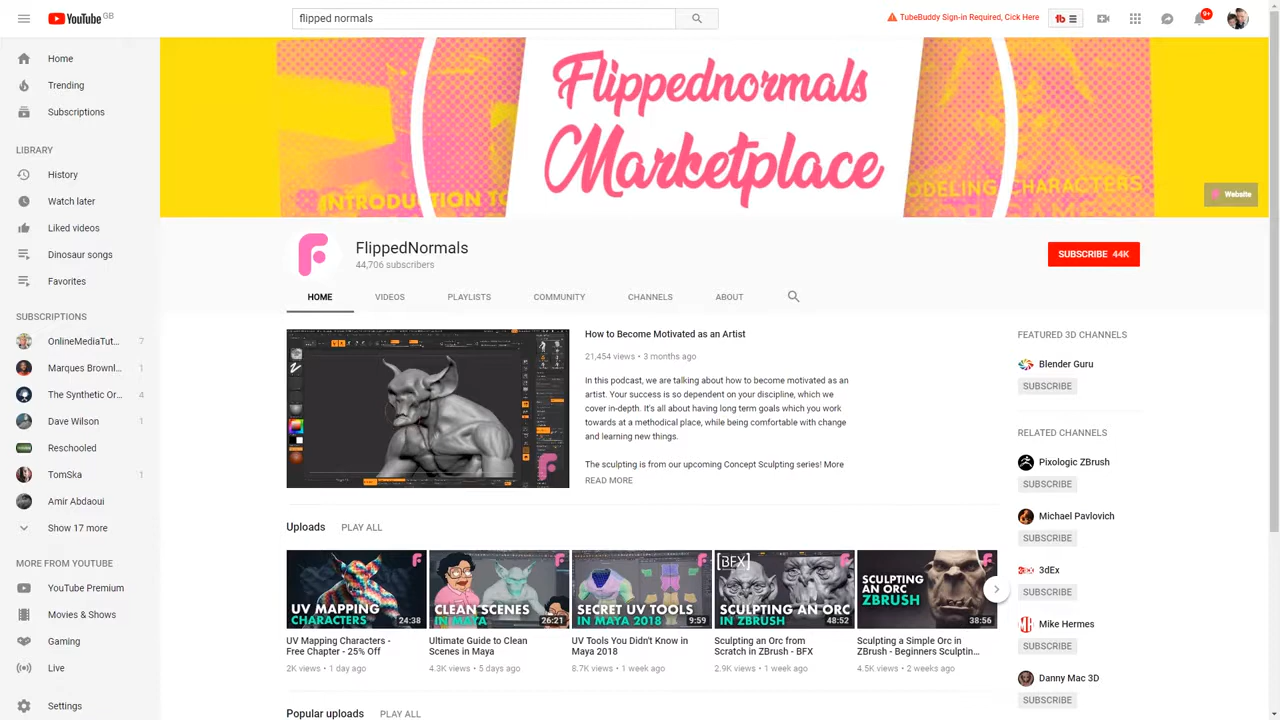 YouTube GB
flipped normals
TubeBuddy Sign-in Required, Cick Here
tb
9+
Home
Trending
Subscriptions
LIBRARY
History
Watch later
Liked videos
Dinosaur songs
Favorites
SUBSCRIPTIONS
OnlineMediaTut... 7
Marques Brownl... 1
The Synthetic Or... 4
Dave Wilson 1
Reschooled
TomSka 1
Amir Abdaoui
Show 17 more
MORE FROM YOUTUBE
YouTube Premium
Movies & Shows
Gaming
Live
Settings
Flippednormals
Marketplace
INTRODUCTION TO
ODELING CHARACTERS
Website
FlippedNormals
44,706 subscribers
SUBSCRIBE 44K
HOME VIDEOS PLAYLISTS COMMUNITY CHANNELS ABOUT
How to Become Motivated as an Artist
21,454 views • 3 months ago
In this podcast, we are talking about how to become motivated as an
artist. Your success is so dependent on your discipline, which we
cover in-depth. It's all about having long term goals which you work
towards at a methodical place, while being comfortable with change
and learning new things.
The sculpting is from our upcoming Concept Sculpting series! More
READ MORE
Uploads PLAY ALL
UV MAPPING
CHARACTERS
24:38
UV Mapping Characters -
Free Chapter - 25% Off
2K views • 1 day ago
CLEAN SCENES
IN MAYA
26:21
Ultimate Guide to Clean
Scenes in Maya
4.3K views • 5 days ago
SECRET UV TOOLS
IN MAYA 2018
9:59
UV Tools You Didn't Know in
Maya 2018
8.7K views • 1 week ago
[BFX]
SCULPTING AN ORC
IN ZBRUSH
48:52
Sculpting an Orc from
Scratch in ZBrush - BFX
2.9K views • 1 week ago
SCULPTING
AN ORC
ZBRUSH
38:56
Sculpting a Simple Orc in
ZBrush - Beginners Sculptin...
4.5K views • 2 weeks ago
Popular uploads PLAY ALL
FEATURED 3D CHANNELS
Blender Guru
SUBSCRIBE
RELATED CHANNELS
Pixologic ZBrush
SUBSCRIBE
Michael Pavlovich
SUBSCRIBE
3dEx
SUBSCRIBE
Mike Hermes
SUBSCRIBE
Danny Mac 3D
SUBSCRIBE